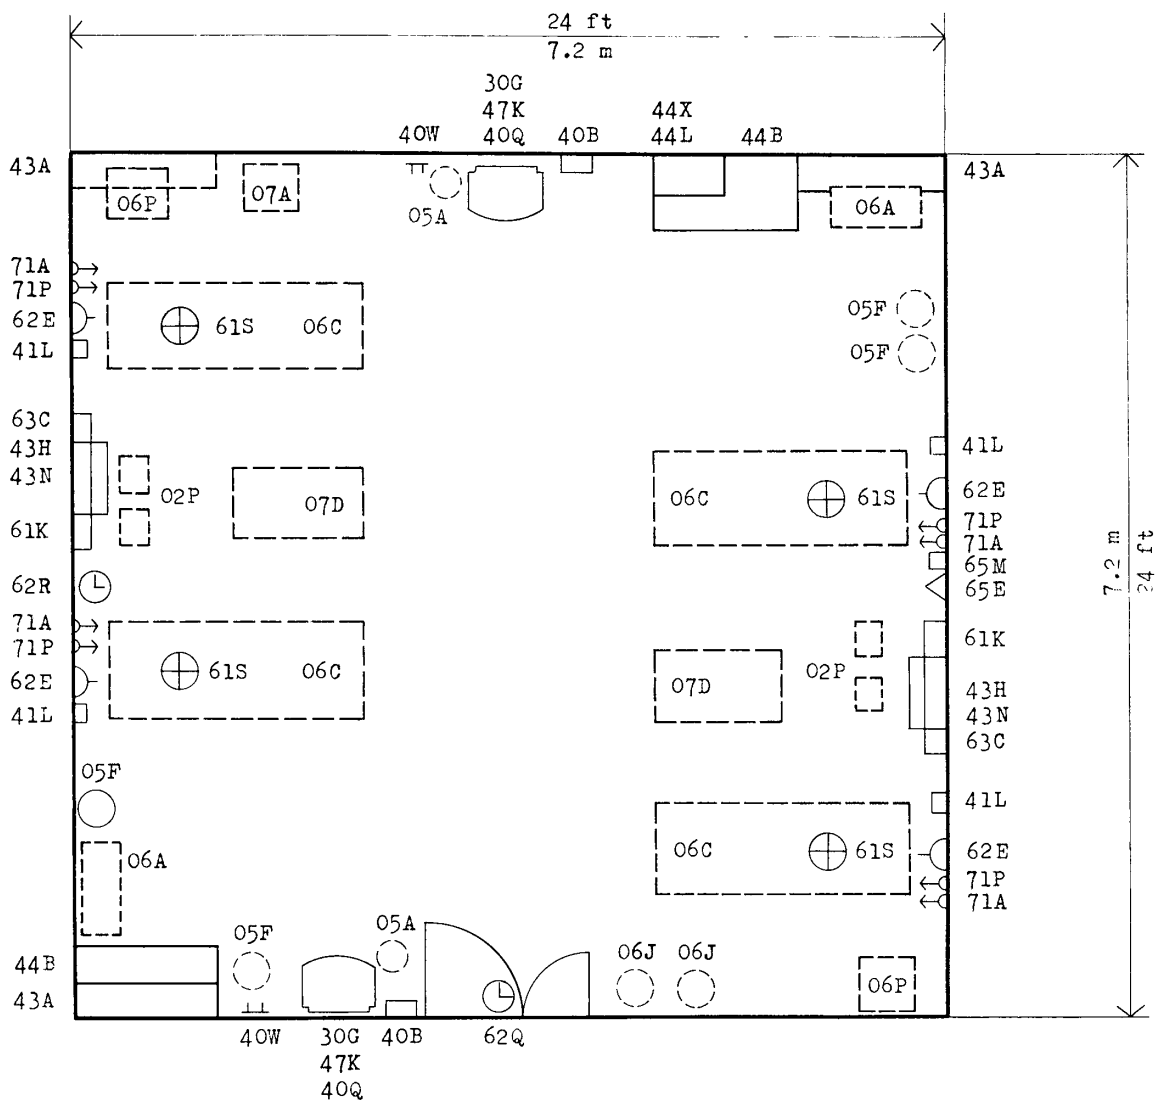 24 ft
7.2 m
30G
47K
40Q
40W
40B
44X
44L
44B
43A
43A
06P
07A
05A
06A
71A
71P
62E
41L
61S
06C
05F
05F
63C
43H
43N
61K
02P
07D
06C
61S
41L
62E
71P
71A
65M
65E
7.2 m
24 ft
62R
71A
71P
62E
41L
61S
06C
07D
02P
61K
43H
43N
63C
05F
06A
06C
61S
41L
62E
71P
71A
44B
43A
05F
05A
06J
06J
06P
40W
30G
47K
40Q
40B
62Q